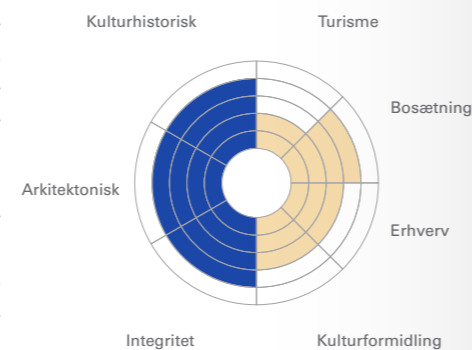 Kulturhistorisk
Turisme
Bosætning
Arkitektonisk
Erhverv
Integritet
Kulturformidling